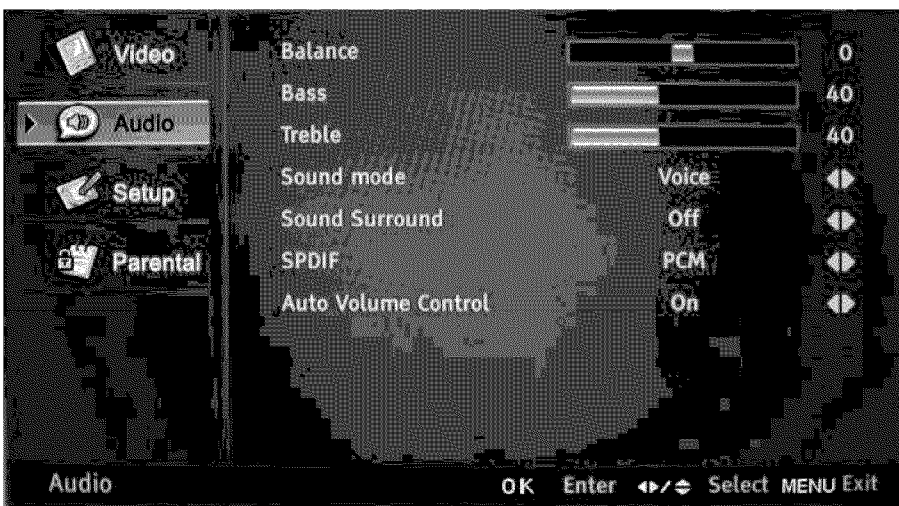 Video
Audio
Setup
Parental
Balance 0
Bass 40
Treble 40
Sound mode Voice
Sound Surround Off
SPDIF PCM
Auto Volume Control On
Audio OK Enter Select MENU Exit